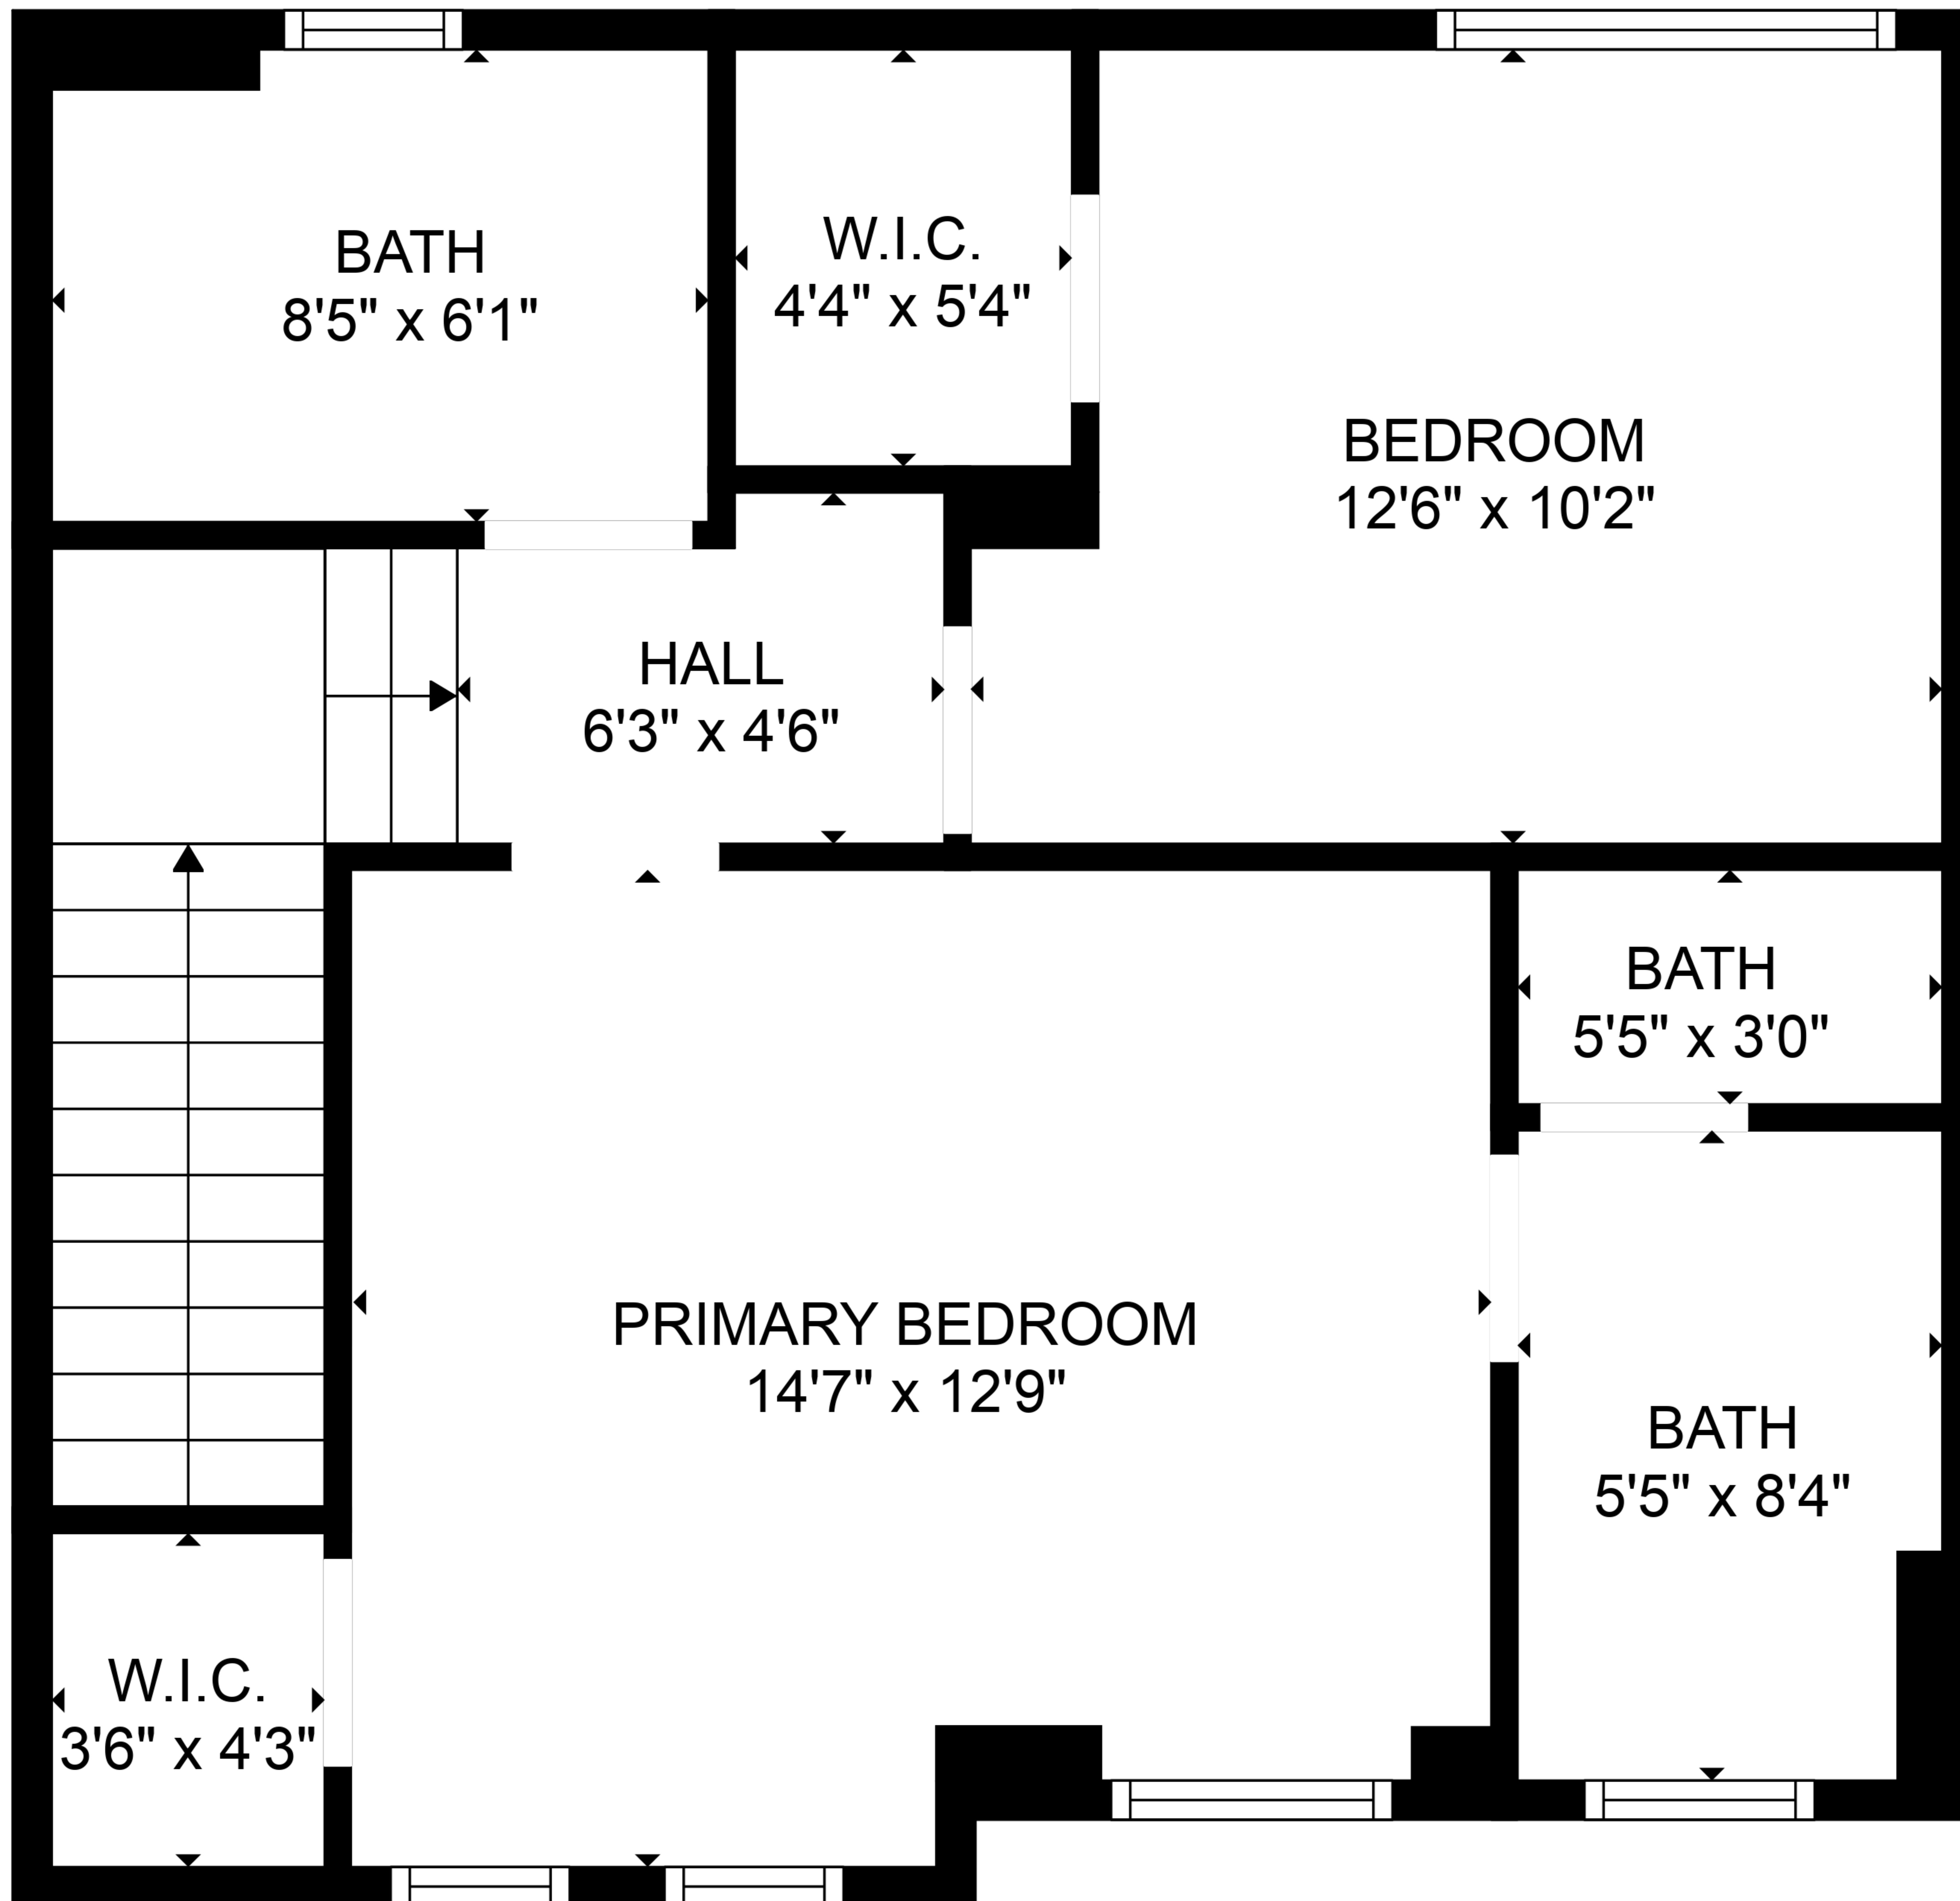 BATH
8'5" x 6'1"
W.I.C.
4'4" x 5'4"
BEDROOM
12'6" x 10'2"
HALL
6'3" x 4'6"
BATH
5'5" x 3'0"
PRIMARY BEDROOM
14'7" x 12'9"
BATH
5'5" x 8'4"
W.I.C.
3'6" x 4'3"